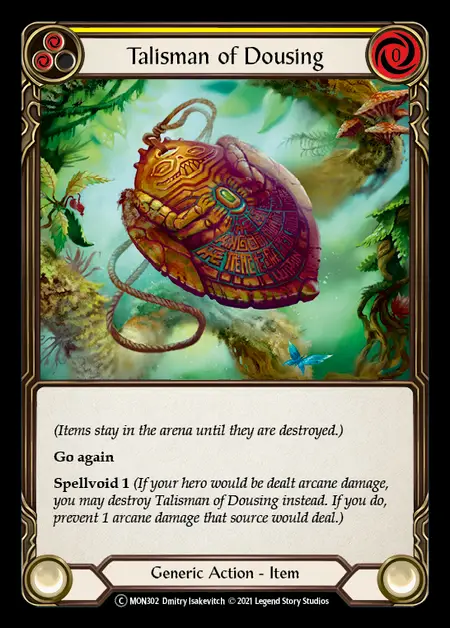 Talisman of Dousing
0
(Items stay in the arena until they are destroyed.)
Go again
Spellvoid 1 (If your hero would be dealt arcane damage,
you may destroy Talisman of Dousing instead. If you do,
prevent 1 arcane damage that source would deal.)
Generic Action - Item
C MON302 Dmitry Isakevitch © 2021 Legend Story Studios